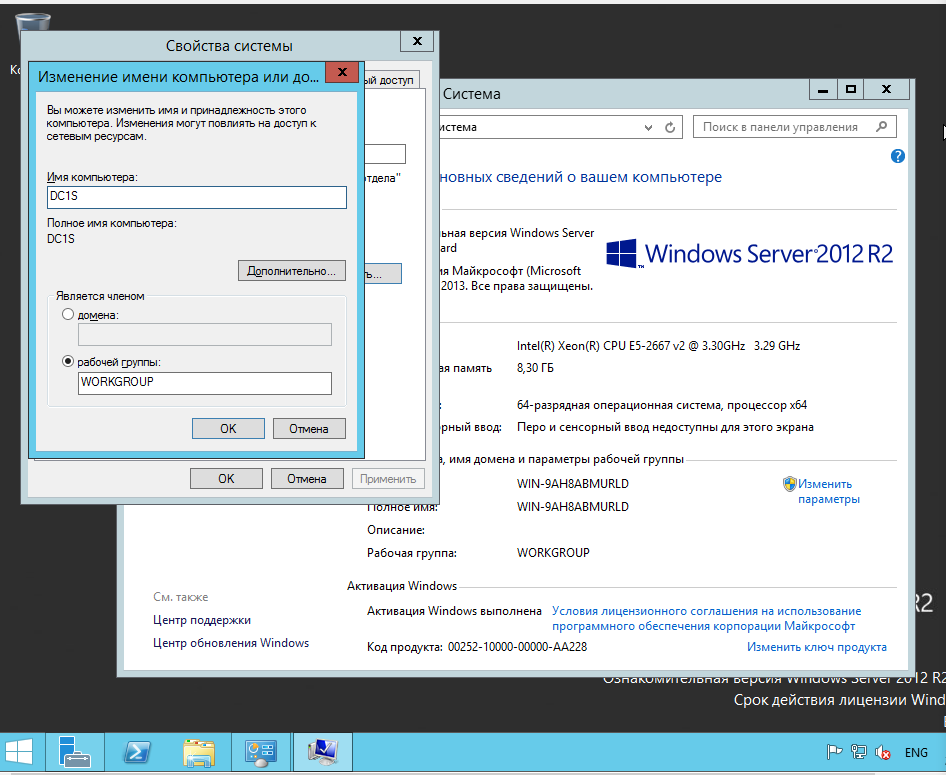 Свойства системы
Изменение имени компьютера или до...
ый доступ
Вы можете изменить имя и принадлежность этого
компьютера. Изменения могут повлиять на доступ к
сетевым ресурсам.
Имя компьютера:
DC1S
Полное имя компьютера:
DC1S
Дополнительно...
Является членом
домена:
рабочей группы:
WORKGROUP
OK
Отмена
отдела"
ь...
OK
Отмена
Применить
Система
истема
Поиск в панели управления
новных сведений о вашем компьютере
ьная версия Windows Server
ard
ия Майкрософт (Microsoft
2013. Все права защищены.
Windows Server 2012 R2
Intel(R) Xeon(R) CPU E5-2667 v2 @ 3.30GHz 3.29 GHz
ая память 8,30 ГБ
64-разрядная операционная система, процессор x64
рный ввод: Перо и сенсорный ввод недоступны для этого экрана
а, имя домена и параметры рабочей группы
WIN-9AH8ABMURLD
Изменить
параметры
Полное имя: WIN-9AH8ABMURLD
Описание:
Рабочая группа: WORKGROUP
Активация Windows
Активация Windows выполнена Условия лицензионного соглашения на использование
программного обеспечения корпорации Майкрософт
Код продукта: 00252-10000-00000-AA228
Изменить ключ продукта
См. также
Центр поддержки
Центр обновления Windows
R2
Ознакомительная версия Windows Server 2012 R2
Срок действия лицензии Wind
ENG